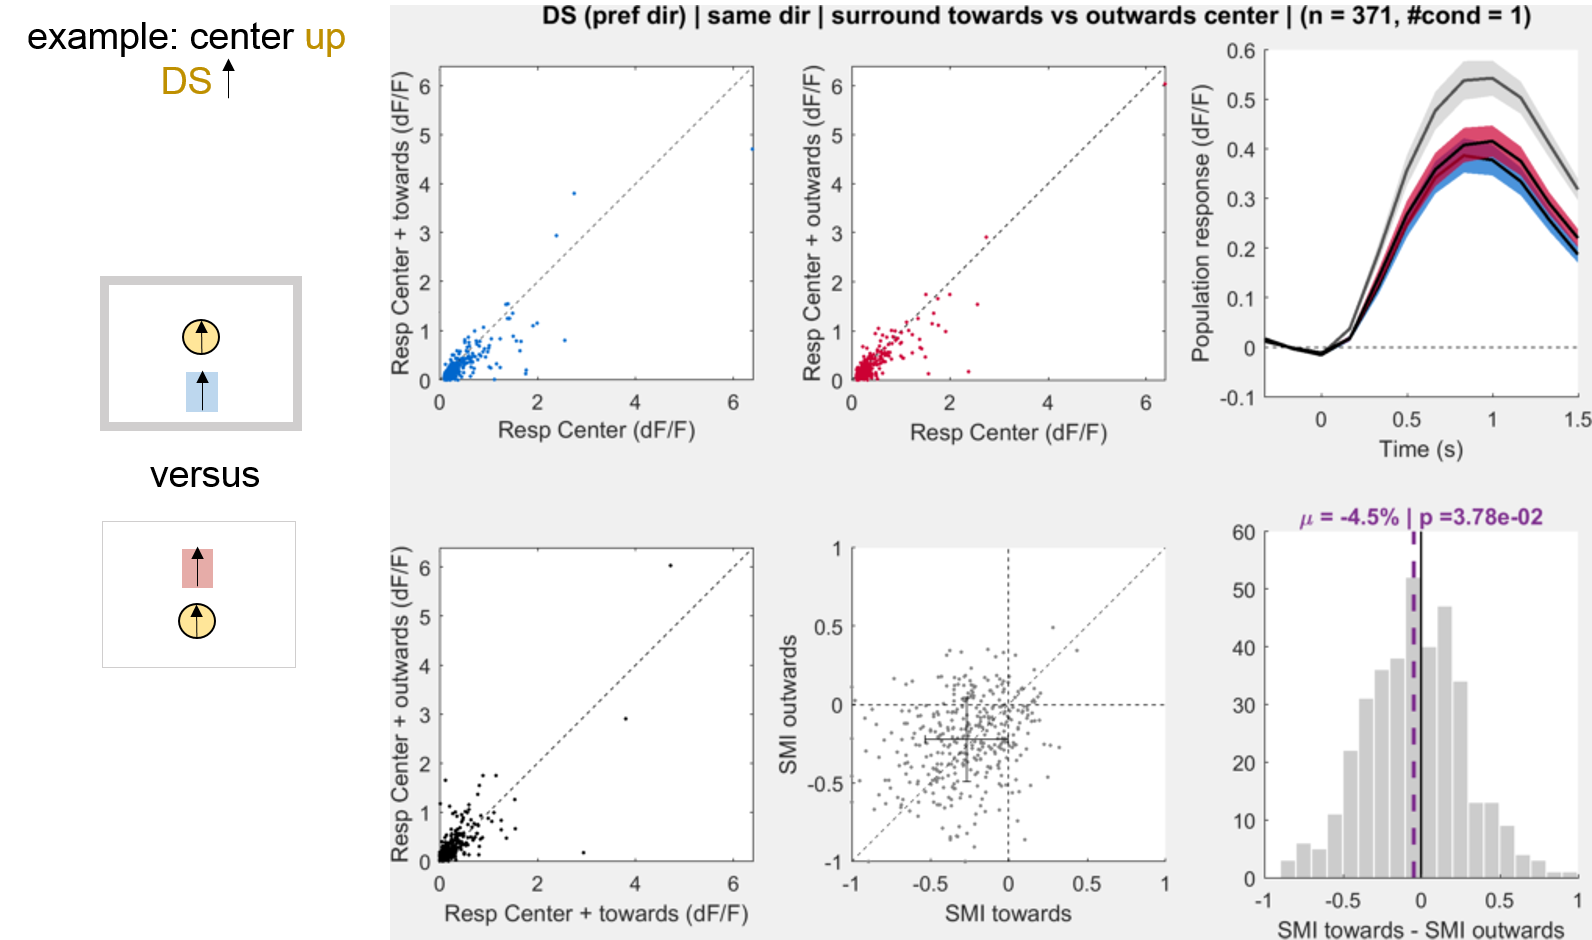 example: center up
DS
versus
DS (pref dir) | same dir | surround towards vs outwards center | (n = 371, #cond = 1)
Resp Center + towards (dF/F)
6
5
4
3
2
1
0
0 2 4 6
Resp Center (dF/F)
Resp Center + outwards (dF/F)
6
5
4
3
2
1
0
0 2 4 6
Resp Center (dF/F)
Population response (dF/F)
0.6
0.5
0.4
0.3
0.2
0.1
0
-0.1
0 0.5 1 1.5
Time (s)
Resp Center + outwards (dF/F)
6
5
4
3
2
1
0
0 2 4 6
Resp Center + towards (dF/F)
SMI outwards
1
0.5
0
-0.5
-1
-1 -0.5 0 0.5 1
SMI towards
μ = -4.5% | p =3.78e-02
60
50
40
30
20
10
0
-1 -0.5 0 0.5 1
SMI towards - SMI outwards